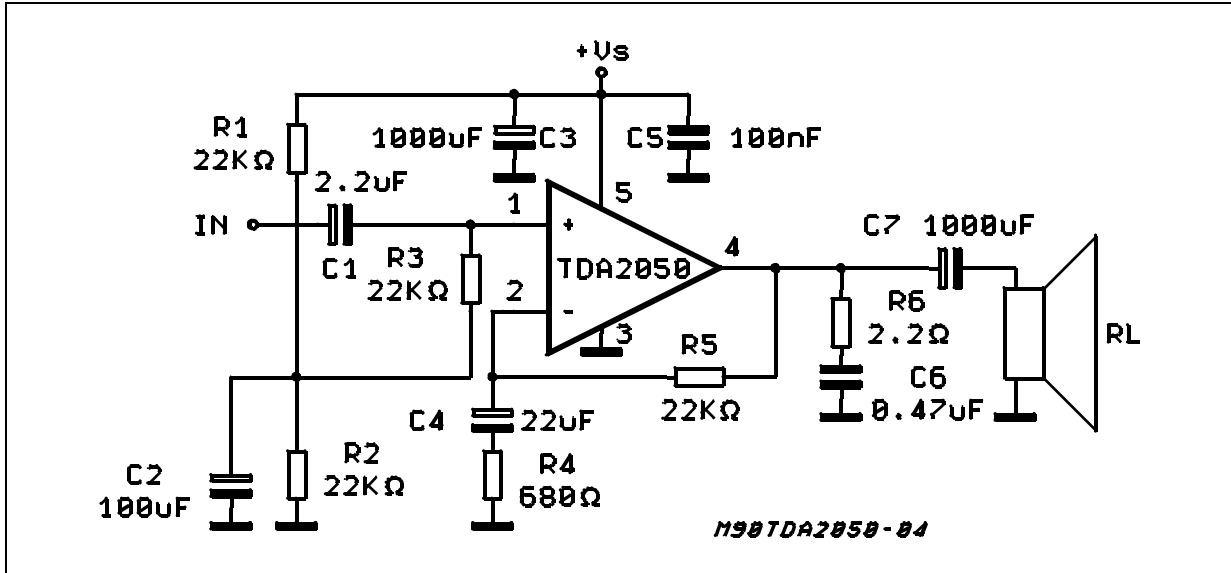 +Vs
R1
22KΩ
1000uF
C3
C5
100nF
2.2uF
IN
C1
R3
22KΩ
1
+
5
TDA2050
2
-
3
4
C7 1000uF
R6
2.2Ω
RL
R5
22KΩ
C6
0.47uF
C4
22uF
R4
680Ω
C2
100uF
R2
22KΩ
M90TDA2050-04